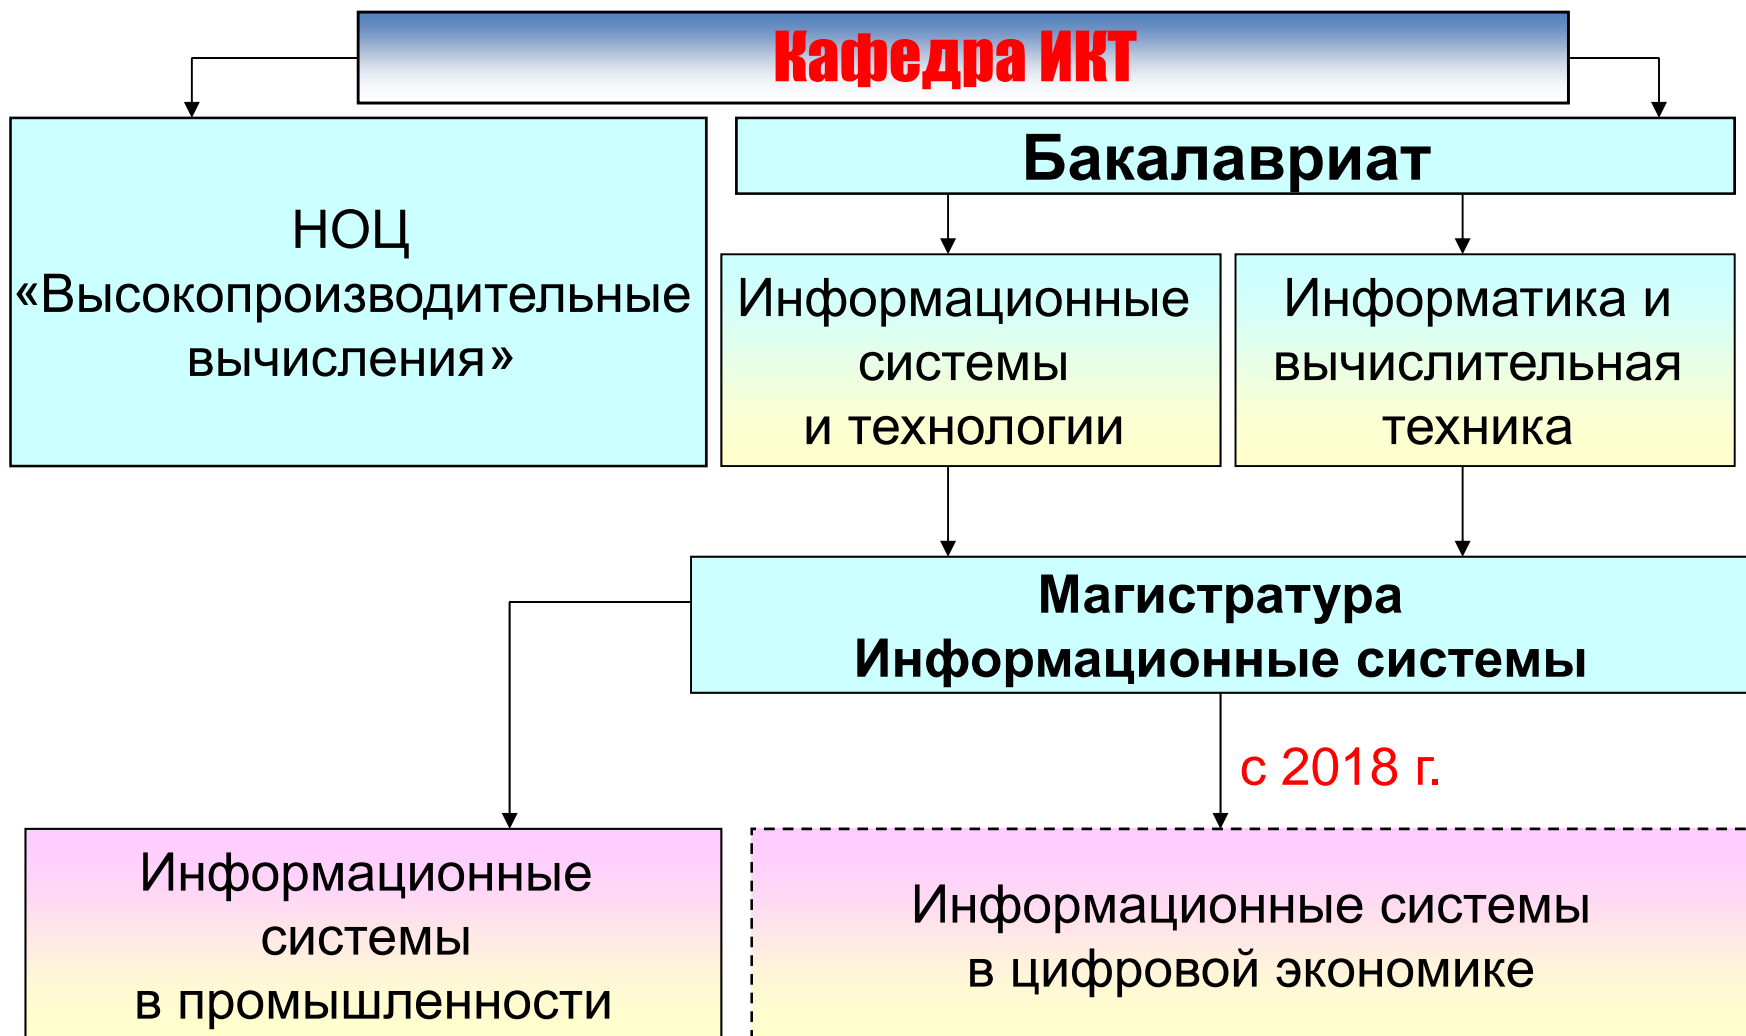 Кафедра ИКТ
НОЦ
«Высокопроизводительные
вычисления»
Бакалавриат
Информационные
системы
и технологии
Информатика и
вычислительная
техника
Магистратура
Информационные системы
с 2018 г.
Информационные
системы
в промышленности
Информационные системы
в цифровой экономике